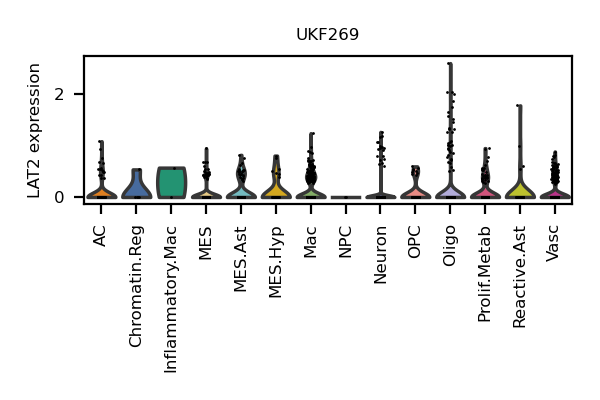 UKF269
LAT2 expression
2
0
AC
Chromatin.Reg
Inflammatory.Mac
MES
MES.Ast
MES.Hyp
Mac
NPC
Neuron
OPC
Oligo
Prolif.Metab
Reactive.Ast
Vasc